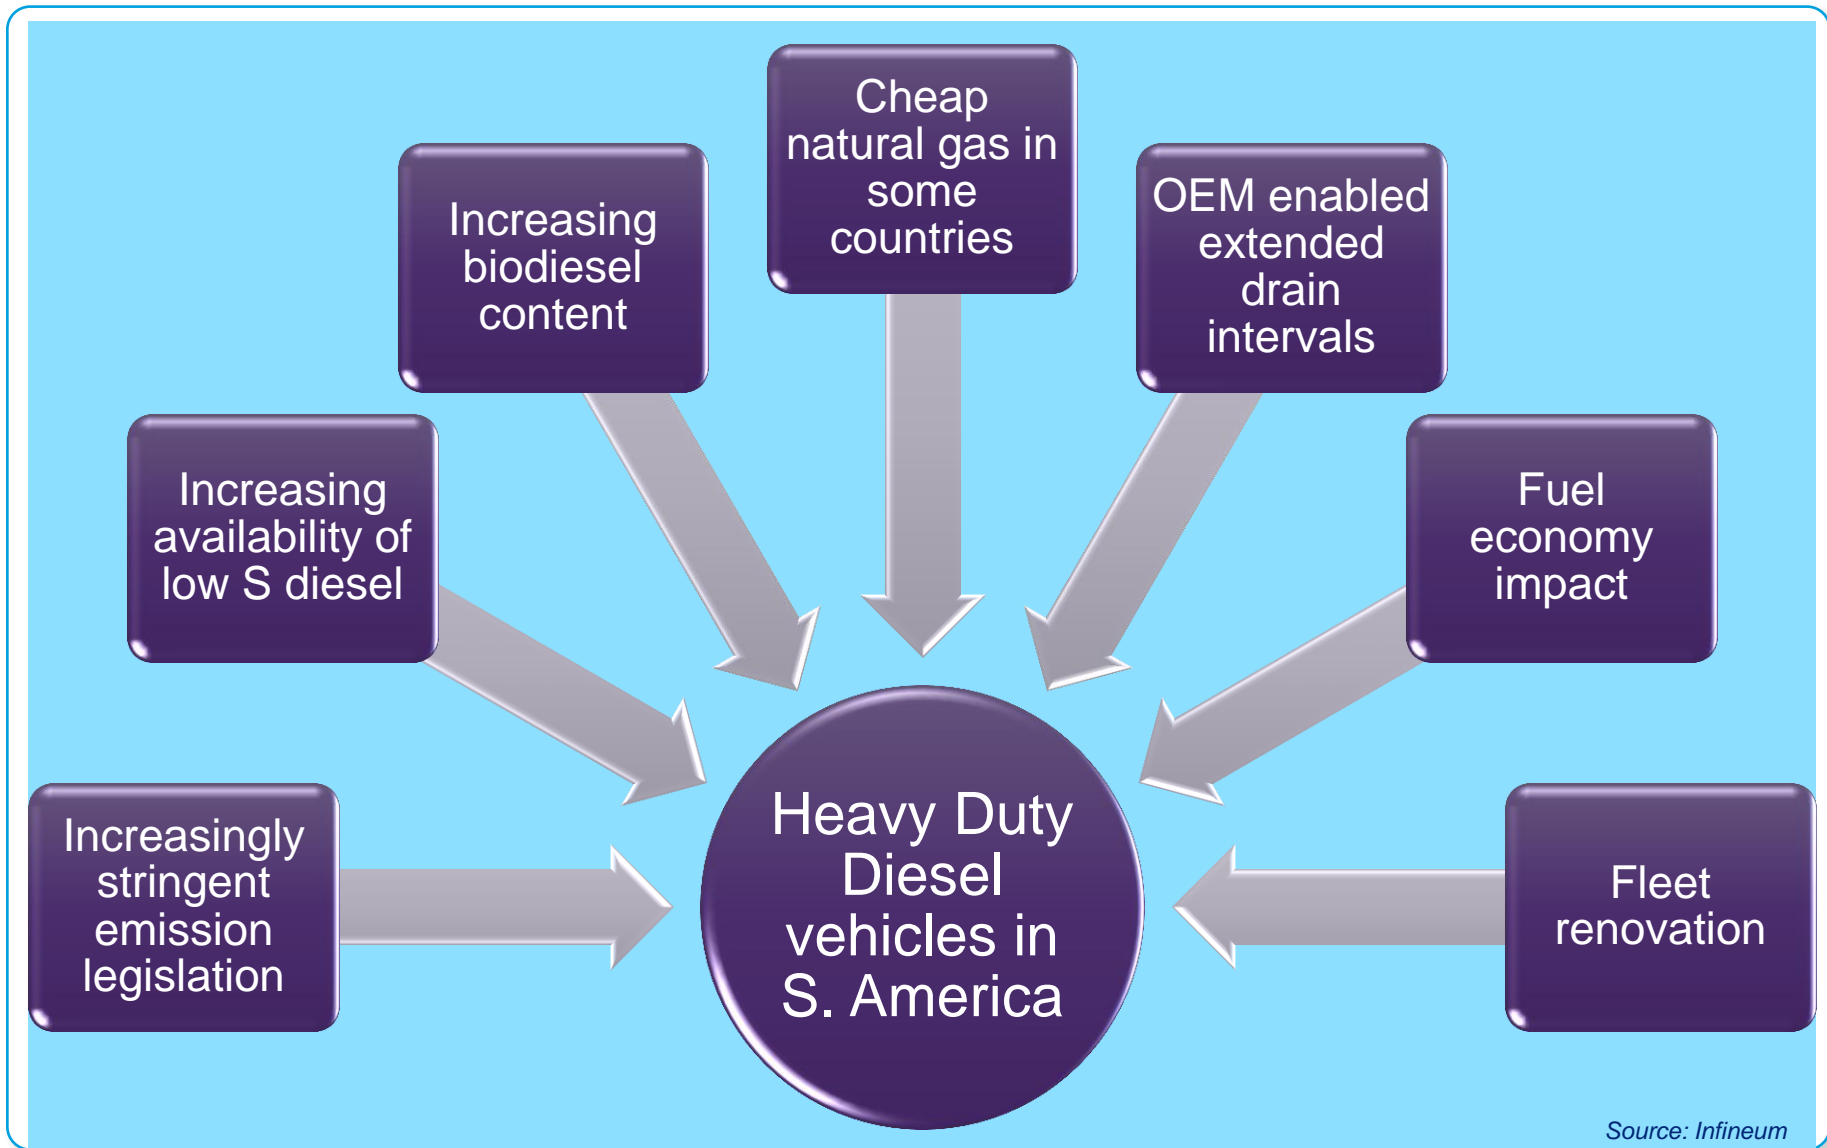 Cheap
natural gas in
some
countries
Increasing
biodiesel
content
OEM enabled
extended
drain
intervals
Increasing
availability of
low S diesel
Fuel
economy
impact
Increasingly
stringent
emission
legislation
Heavy Duty
Diesel
vehicles in
S. America
Fleet
renovation
Source: Infineum